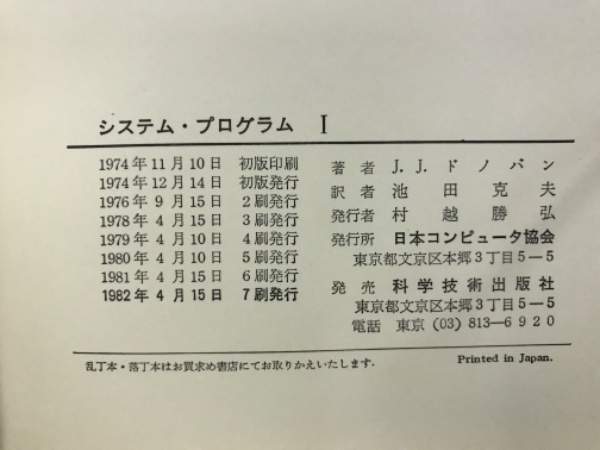 システム・プログラム I
1974年11月10日 初版印刷
1974年12月14日 初版発行
1976年 9月15日 2刷発行
1978年 4月15日 3刷発行
1979年 4月10日 4刷発行
1980年 4月10日 5刷発行
1981年 4月15日 6刷発行
1982年 4月15日 7刷発行
著者 J. J. ドノバン
訳者 池田克夫
発行者 村越勝弘
発行所 日本コンピュータ協会
東京都文京区本郷3丁目5−5
発売 科学技術出版社
東京都文京区本郷3丁目5−5
電話 東京 (03) 813—6920
乱丁本・落丁本はお買求め書店にてお取りかえいたします。
Printed in Japan.